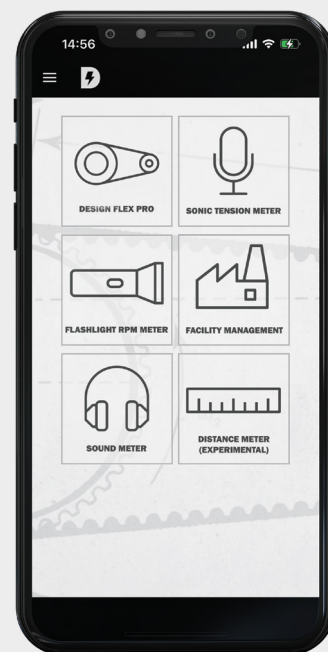 14:56
D
DESIGN FLEX PRO
SONIC TENSION METER
FLASHLIGHT RPM METER
FACILITY MANAGEMENT
SOUND METER
DISTANCE METER
(EXPERIMENTAL)